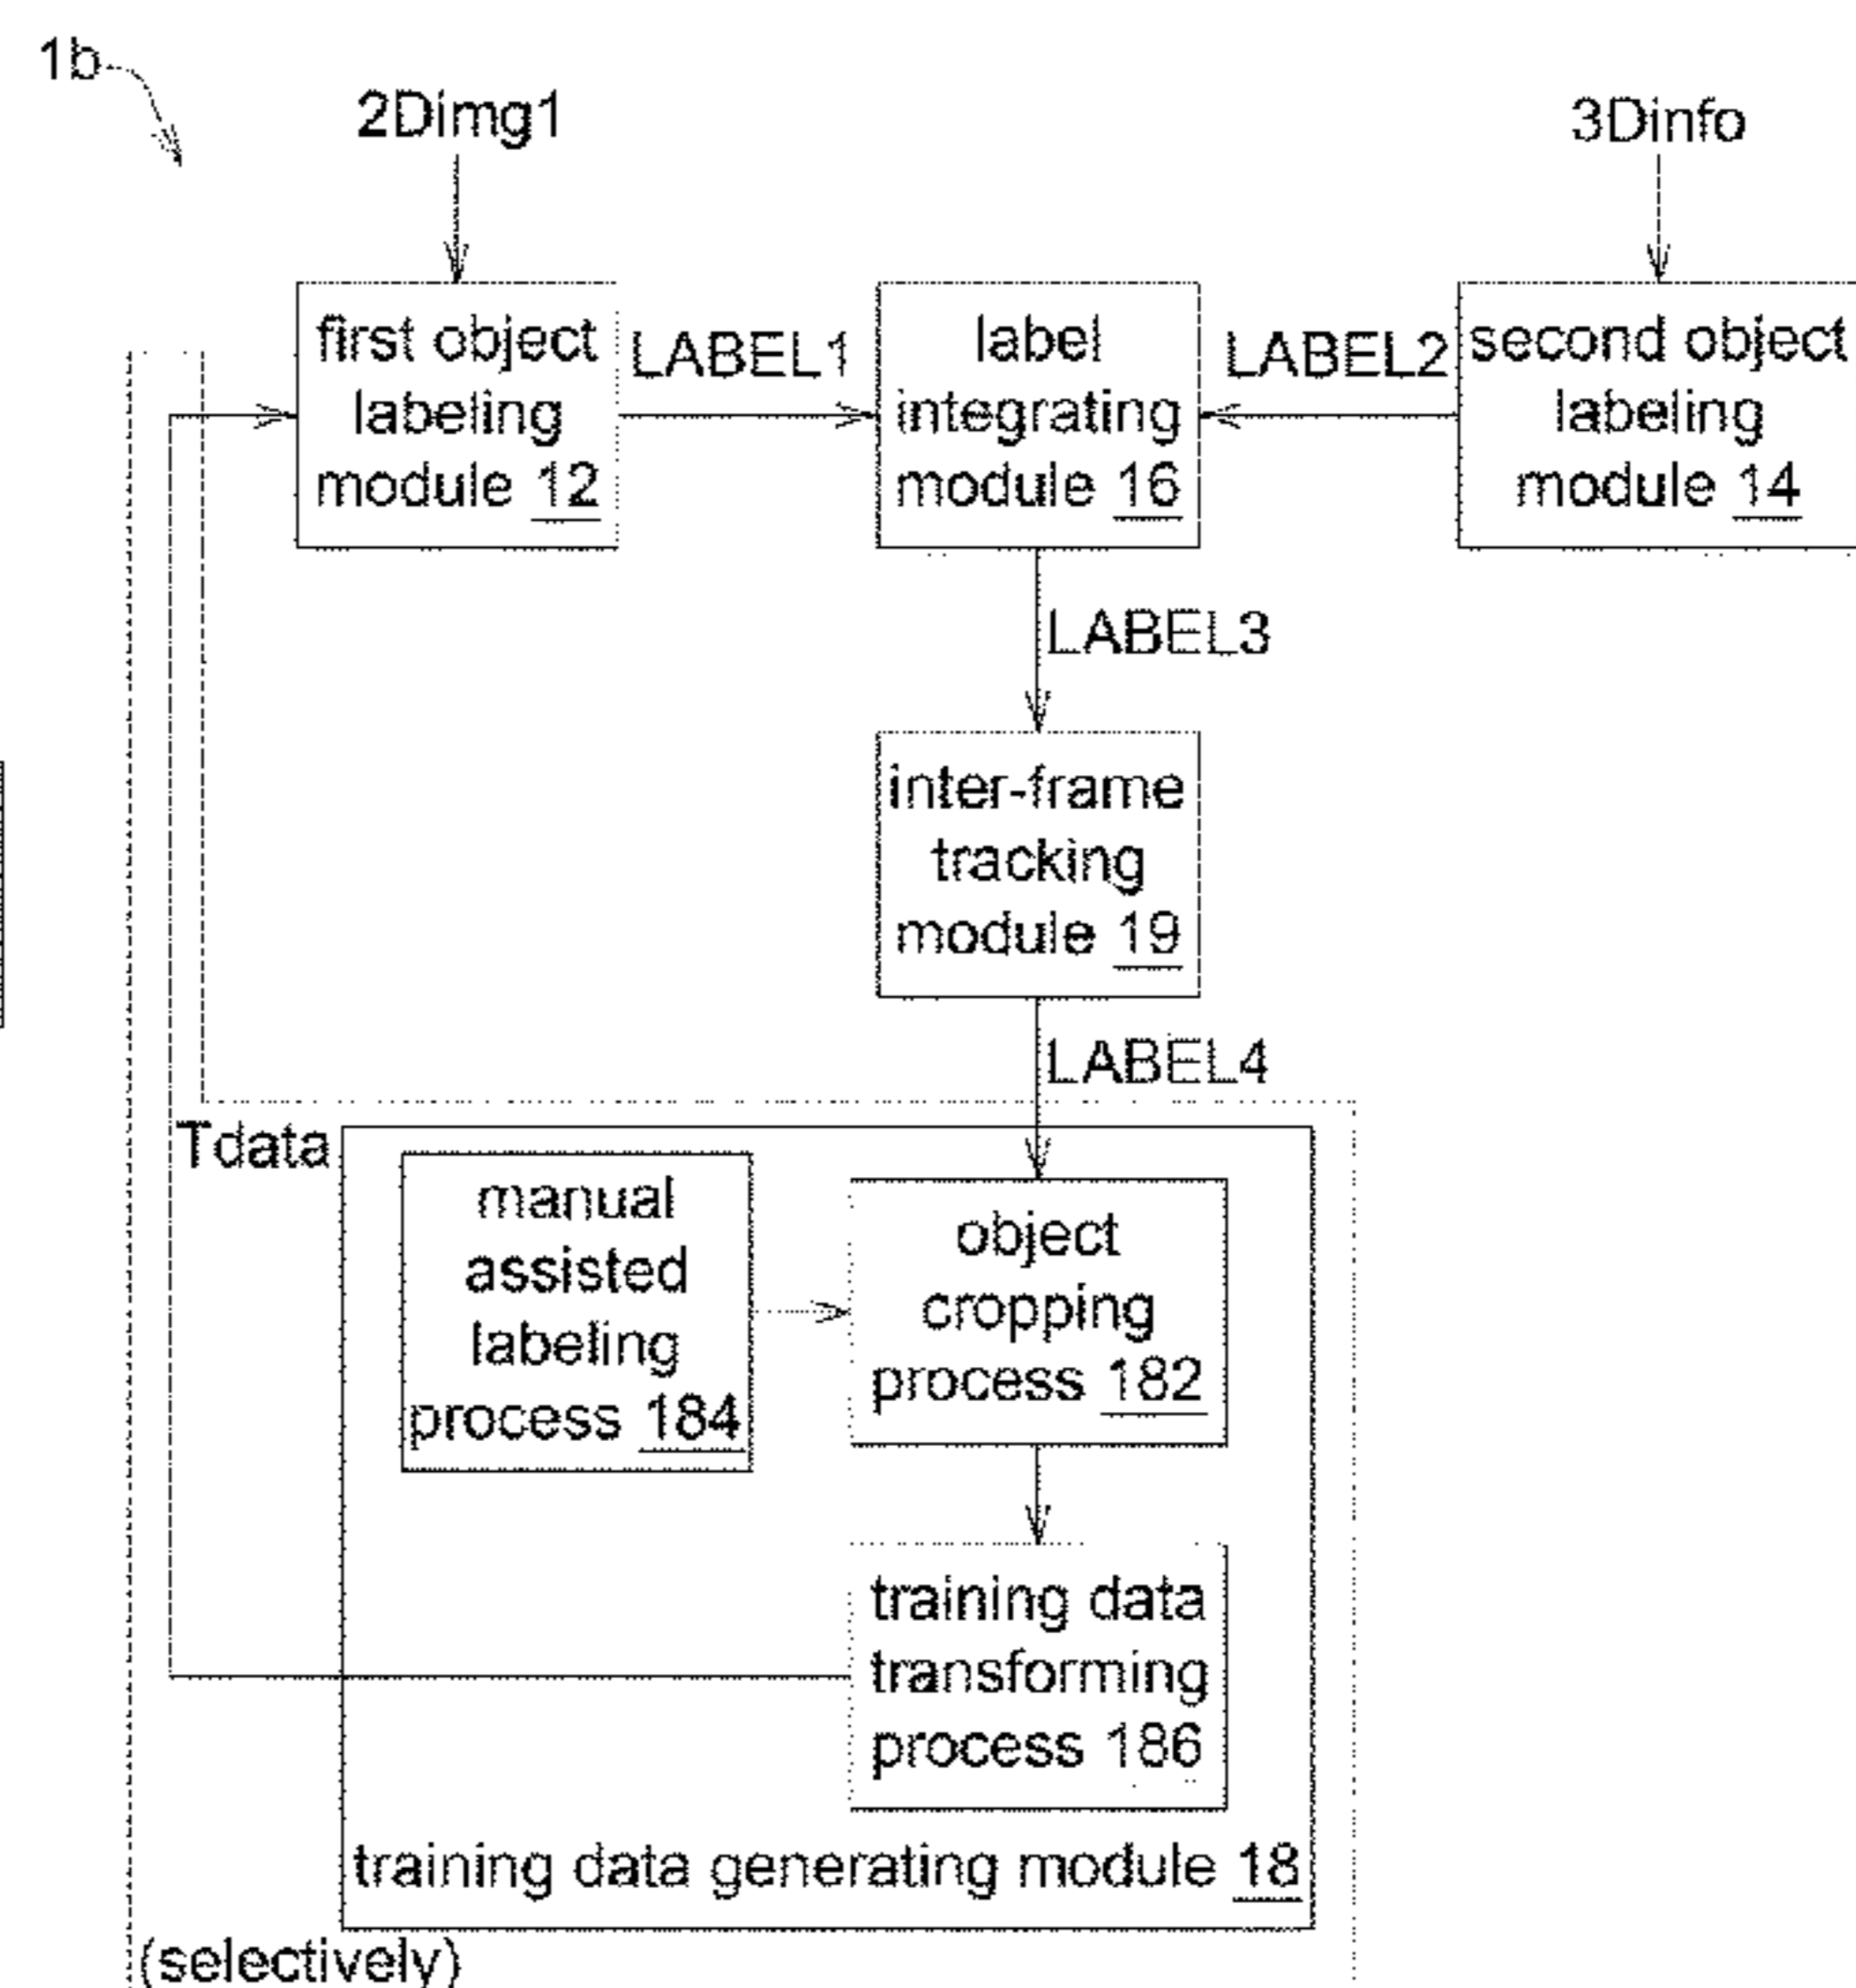 1b
2Dimg1
3Dinfo
first object
labeling
module 12
LABEL1
label
integrating
module 16
LABEL2
second object
labeling
module 14
LABEL3
inter-frame
tracking
module 19
LABEL4
Tdata
manual
assisted
labeling
process 184
object
cropping
process 182
training data
transforming
process 186
training data generating module 18
(selectively)